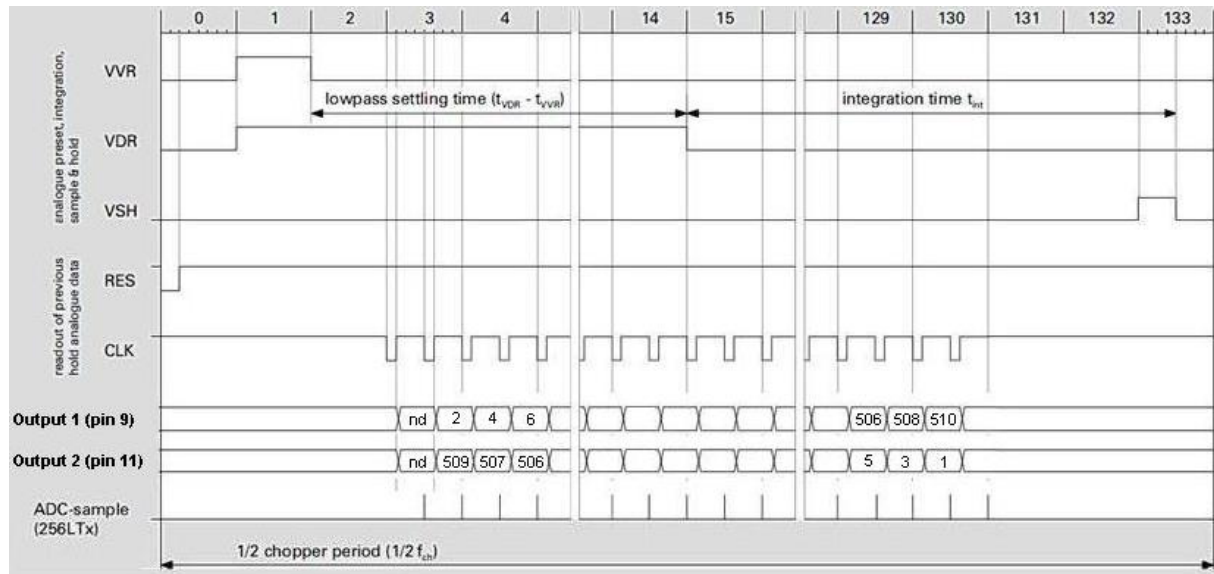 0 1 2 3 4 14 15 129 130 131 132 133
analogue preset, integration,
sample & hold
VVR
lowpass settling time (tVDR - tVVR)
integration time tint
VDR
VSH
readout of previous
hold analogue data
RES
CLK
Output 1 (pin 9) nd 2 4 6 506 508 510
Output 2 (pin 11) nd 509 507 506 5 3 1
ADC-sample
(256LTx)
1/2 chopper period (1/2 fch)